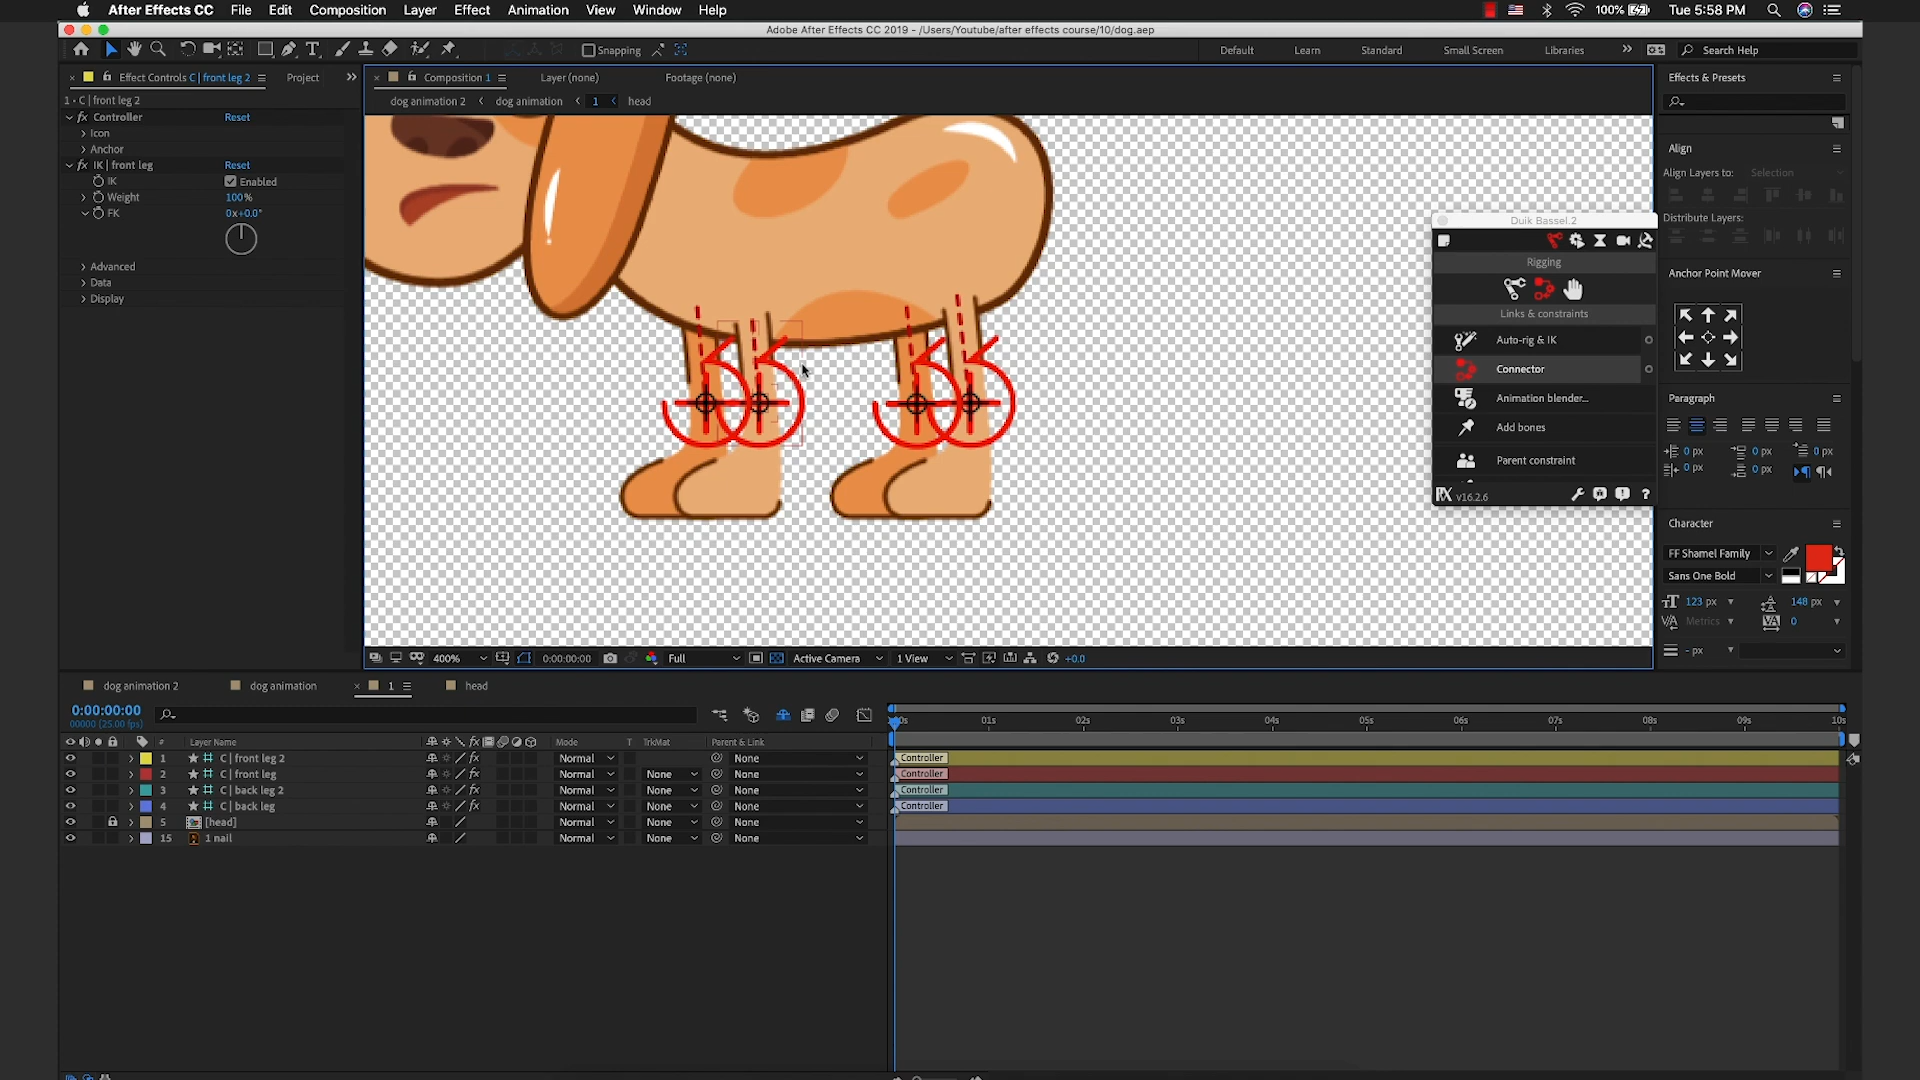 After Effects CC File Edit Composition Layer Effect Animation View Window Help 100% Tue 5:58 PM
Adobe After Effects CC 2019 - /Users/Youtube/after effects course/10/dog.aep
Snapping Default Learn Standard Small Screen Libraries Search Help
Effect Controls C | front leg 2 Project Composition 1 Layer (none) Footage (none) Effects & Presets
1 • C | front leg 2 dog animation 2 dog animation 1 head
fx Controller Reset
Icon
Anchor
fx IK | front leg Reset
IK Enabled
Weight 100%
FK 0x+0.0°
Advanced
Data
Display
Align
Align Layers to: Selection
Distribute Layers:
Duik Bassel.2
Rigging
Links & constraints
Auto-rig & IK
Connector
Animation blender...
Add bones
Parent constraint
v16.2.6
Anchor Point Mover
Paragraph
0 px 0 px 0 px
0 px 0 px
Character
FF Shamel Family
Sans One Bold
123 px 148 px
Metrics 0
- px
400% 0:00:00:00 Full Active Camera 1 View +0.0
dog animation 2 dog animation 1 head
0:00:00:00
00000 (25.00 fps)
01s 02s 03s 04s 05s 06s 07s 08s 09s 10s
# Layer Name fx Mode T TrkMat Parent & Link
1 C | front leg 2 fx Normal None Controller
2 C | front leg fx Normal None None Controller
3 C | back leg 2 fx Normal None None Controller
4 C | back leg fx Normal None None Controller
5 [head] Normal None None
15 1 nail Normal None None